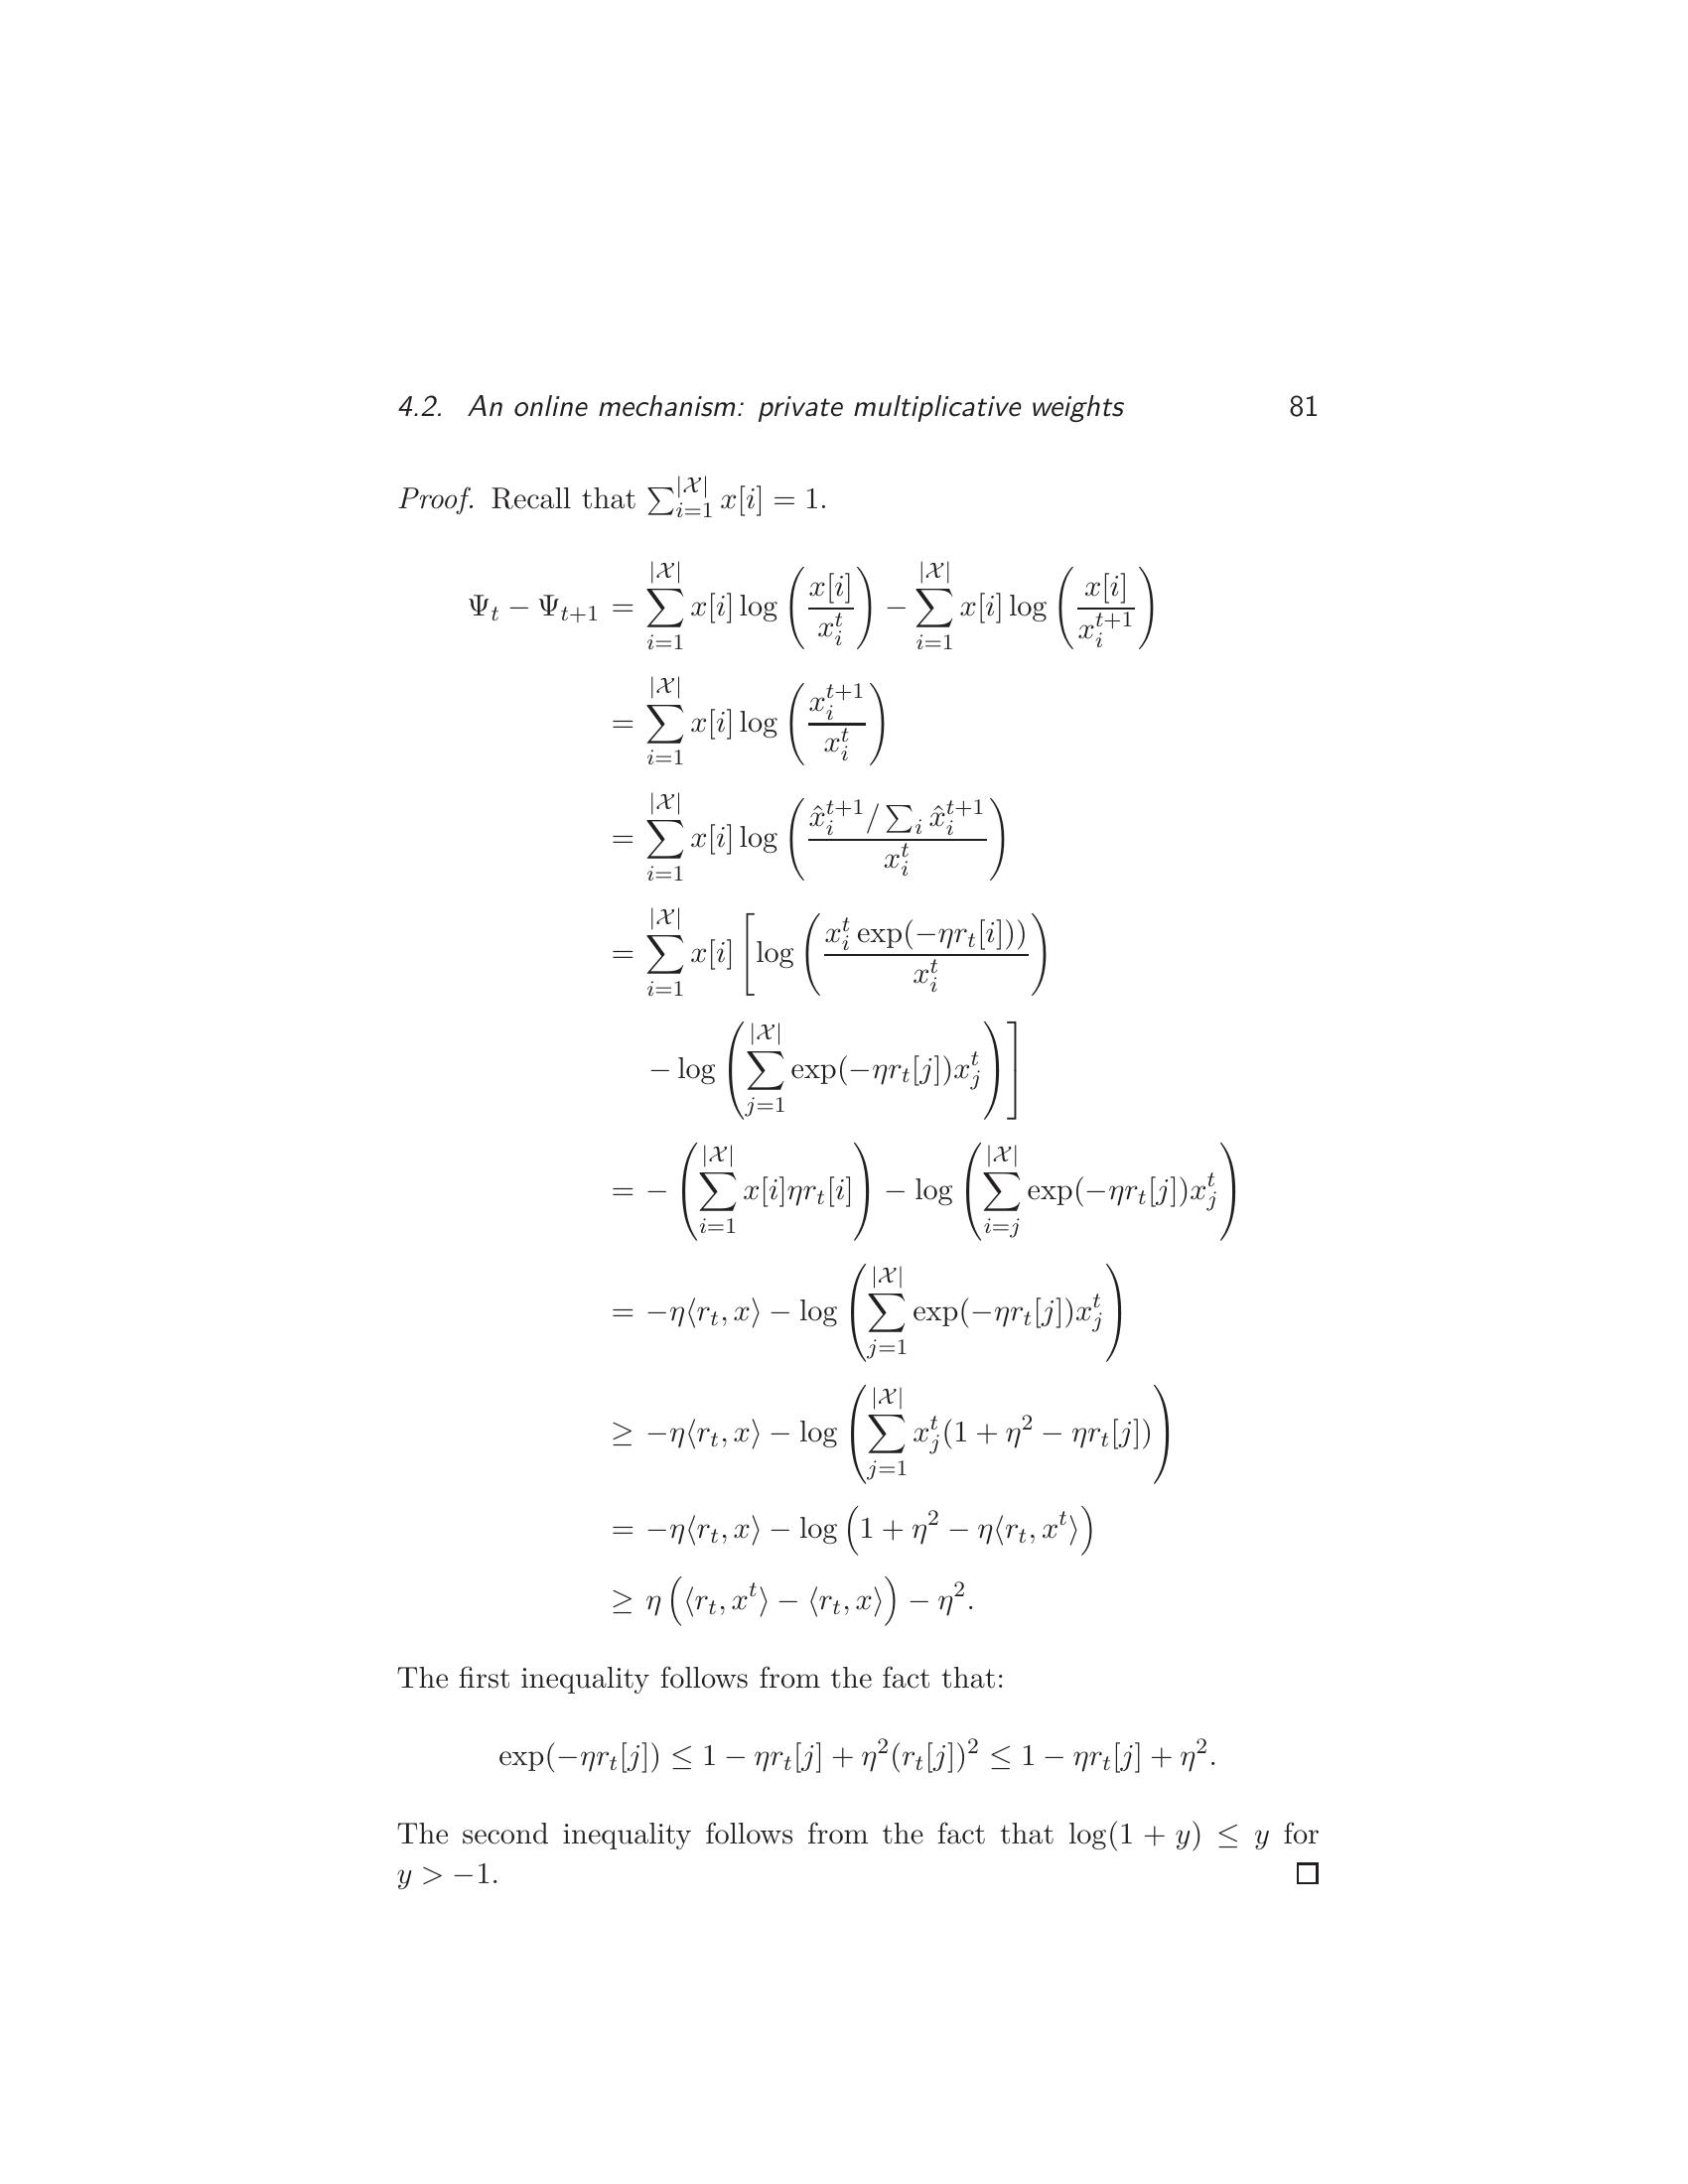 4.2. An online mechanism: private multiplicative weights 81
Proof. Recall that $\sum_{i=1}^{|\mathcal{X}|} x[i] = 1$.
$\Psi_t - \Psi_{t+1} = \sum_{i=1}^{|\mathcal{X}|} x[i] \log\left(\frac{x[i]}{x_i^t}\right) - \sum_{i=1}^{|\mathcal{X}|} x[i] \log\left(\frac{x[i]}{x_i^{t+1}}\right)$
$= \sum_{i=1}^{|\mathcal{X}|} x[i] \log\left(\frac{x_i^{t+1}}{x_i^t}\right)$
$= \sum_{i=1}^{|\mathcal{X}|} x[i] \log\left(\frac{\hat{x}_i^{t+1} / \sum_i \hat{x}_i^{t+1}}{x_i^t}\right)$
$= \sum_{i=1}^{|\mathcal{X}|} x[i] \left[\log\left(\frac{x_i^t \exp(-\eta r_t[i]))}{x_i^t}\right)\right.$
$\left. - \log\left(\sum_{j=1}^{|\mathcal{X}|} \exp(-\eta r_t[j]) x_j^t\right)\right]$
$= -\left(\sum_{i=1}^{|\mathcal{X}|} x[i] \eta r_t[i]\right) - \log\left(\sum_{i=j}^{|\mathcal{X}|} \exp(-\eta r_t[j]) x_j^t\right)$
$= -\eta \langle r_t, x \rangle - \log\left(\sum_{j=1}^{|\mathcal{X}|} \exp(-\eta r_t[j]) x_j^t\right)$
$\geq -\eta \langle r_t, x \rangle - \log\left(\sum_{j=1}^{|\mathcal{X}|} x_j^t (1 + \eta^2 - \eta r_t[j])\right)$
$= -\eta \langle r_t, x \rangle - \log\left(1 + \eta^2 - \eta \langle r_t, x^t \rangle\right)$
$\geq \eta \left(\langle r_t, x^t \rangle - \langle r_t, x \rangle\right) - \eta^2.$
The first inequality follows from the fact that:
$\exp(-\eta r_t[j]) \leq 1 - \eta r_t[j] + \eta^2 (r_t[j])^2 \leq 1 - \eta r_t[j] + \eta^2.$
The second inequality follows from the fact that $\log(1 + y) \leq y$ for
$y > -1$. □